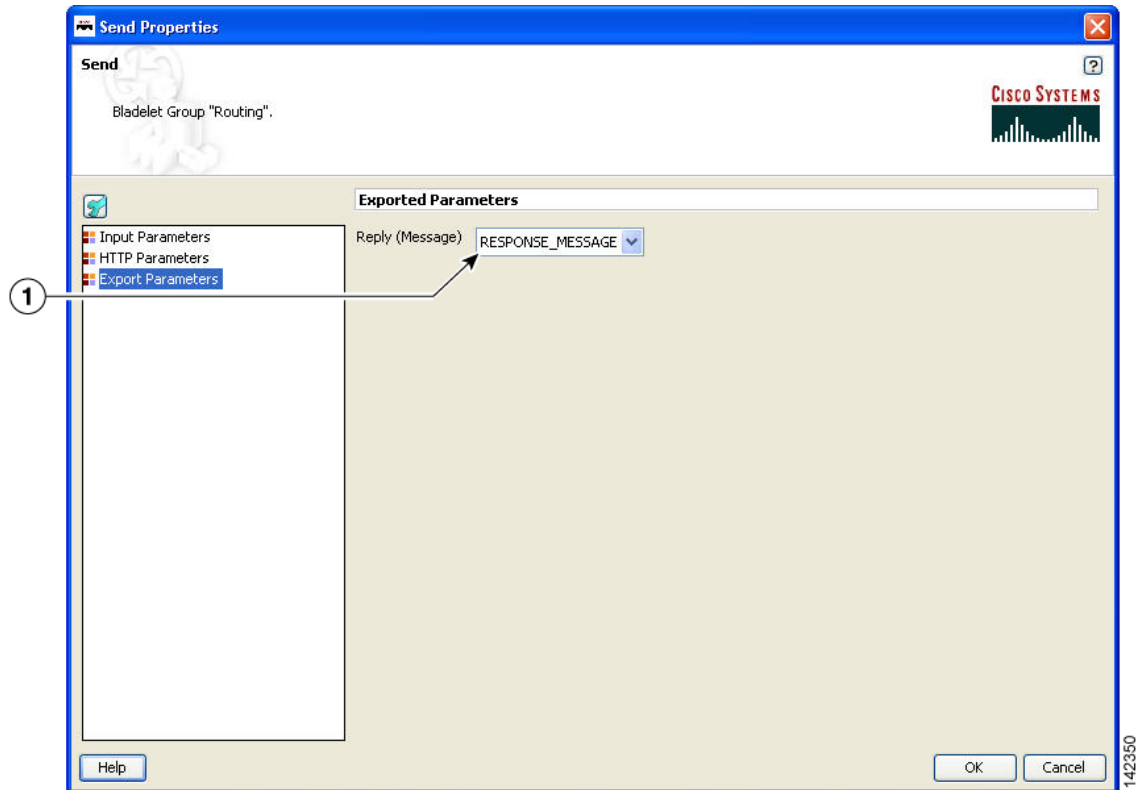 Send Properties
Send
?
Bladelet Group "Routing".
CISCO SYSTEMS
Exported Parameters
Input Parameters
HTTP Parameters
Export Parameters
Reply (Message) RESPONSE_MESSAGE
1
Help
OK
Cancel
142350